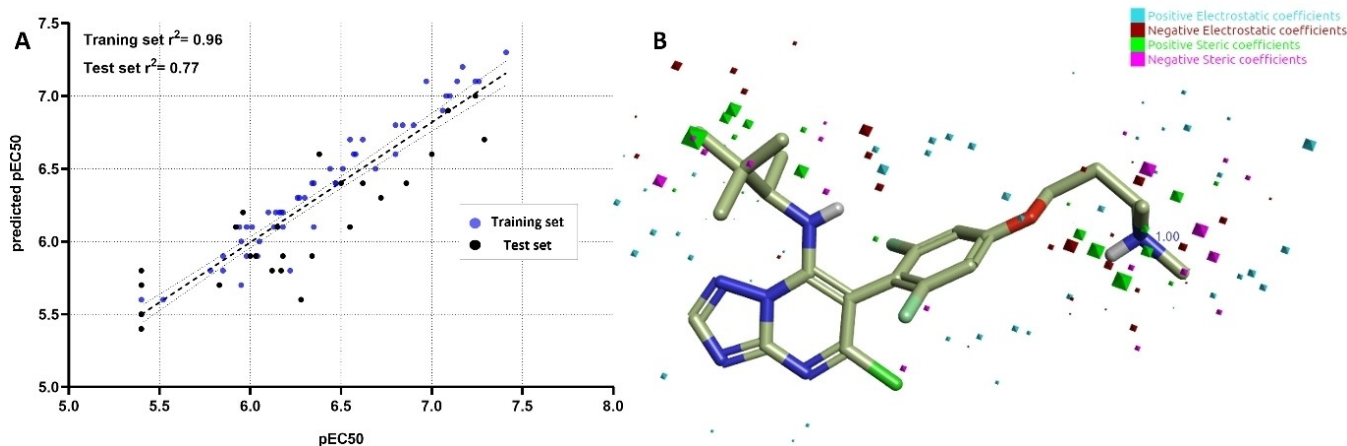 A
Traning set r²= 0.96
Test set r²= 0.77
predicted pEC50
7.5
7.0
6.5
6.0
5.5
5.0
Training set
Test set
5.0 5.5 6.0 6.5 7.0 7.5 8.0
pEC50
B
Positive Electrostatic coefficients
Negative Electrostatic coefficients
Positive Steric coefficients
Negative Steric coefficients
1.00